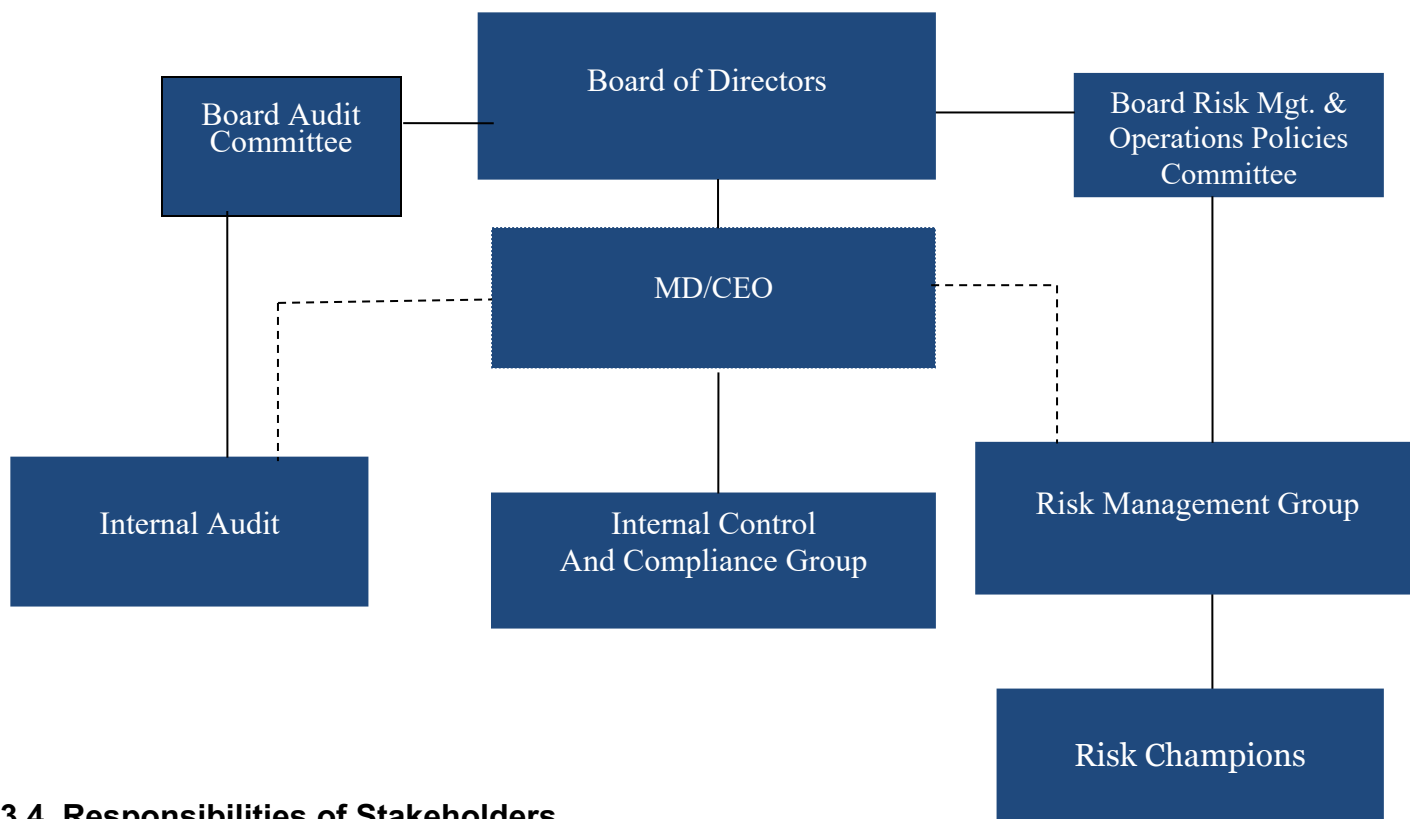 Board of Directors
Board Audit
Committee
Board Risk Mgt. &
Operations Policies
Committee
MD/CEO
Internal Audit
Internal Control
And Compliance Group
Risk Management Group
Risk Champions
3.4 Responsibilities of Stakeholders